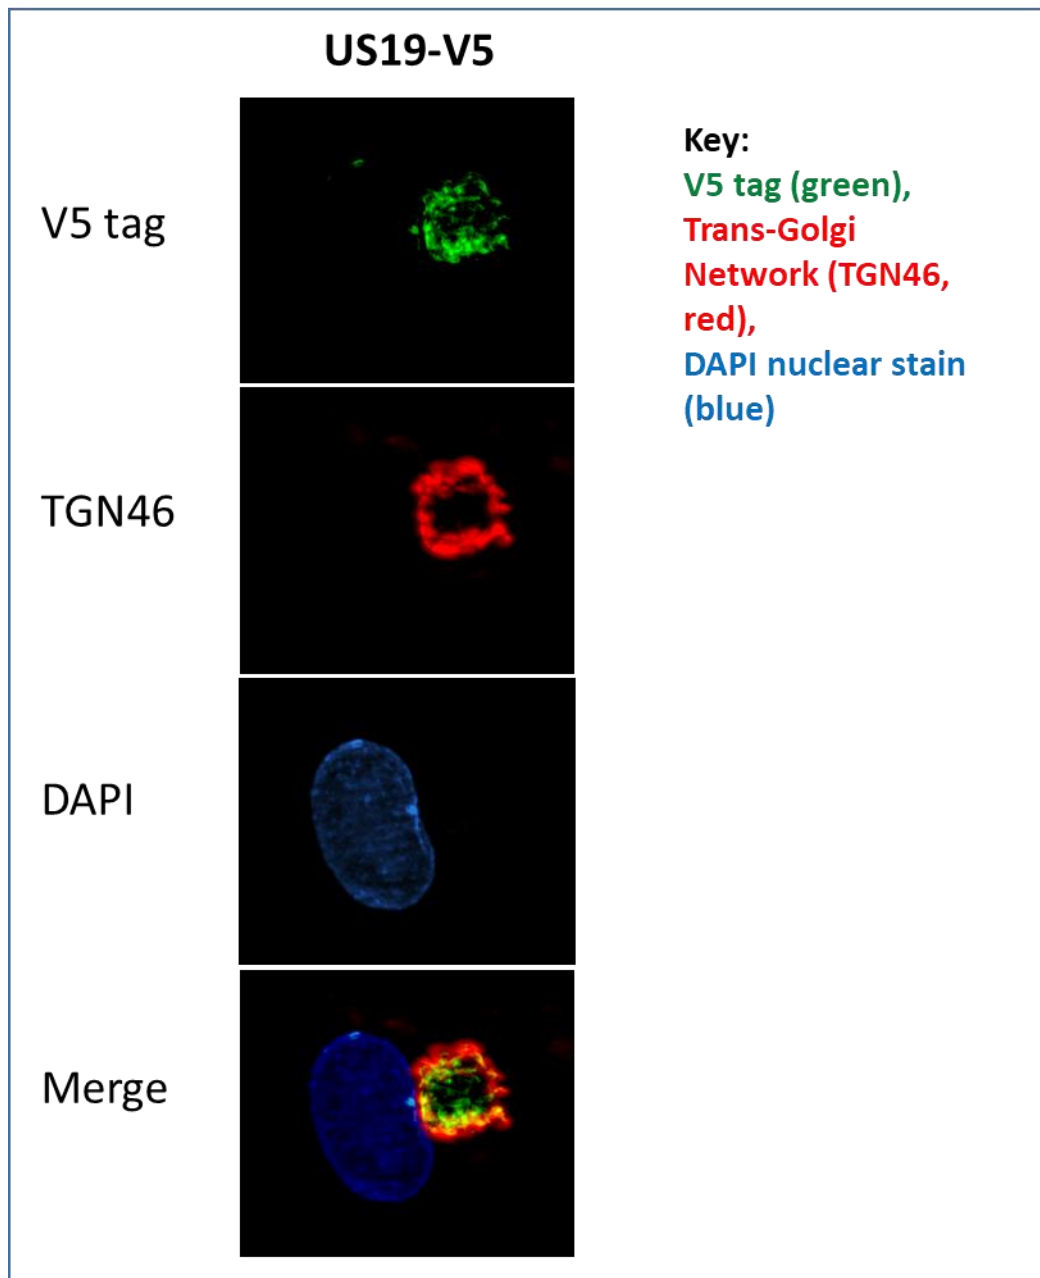 US19-V5
Key:
V5 tag (green),
Trans-Golgi
Network (TGN46,
red),
DAPI nuclear stain
(blue)
V5 tag
TGN46
DAPI
Merge